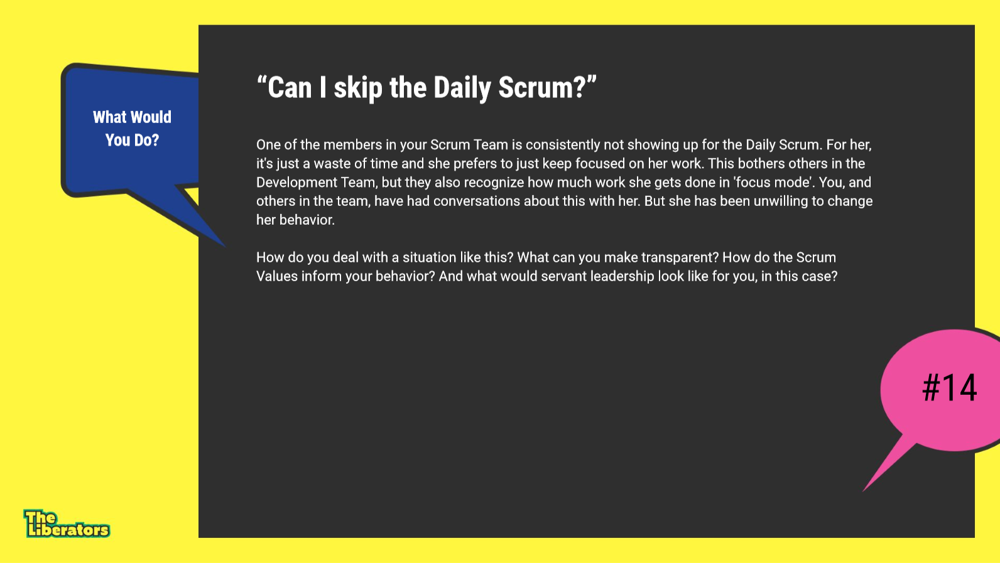 What Would
You Do?
“Can I skip the Daily Scrum?”
One of the members in your Scrum Team is consistently not showing up for the Daily Scrum. For her,
it's just a waste of time and she prefers to just keep focused on her work. This bothers others in the
Development Team, but they also recognize how much work she gets done in 'focus mode'. You, and
others in the team, have had conversations about this with her. But she has been unwilling to change
her behavior.
How do you deal with a situation like this? What can you make transparent? How do the Scrum
Values inform your behavior? And what would servant leadership look like for you, in this case?
#14
The
Liberators